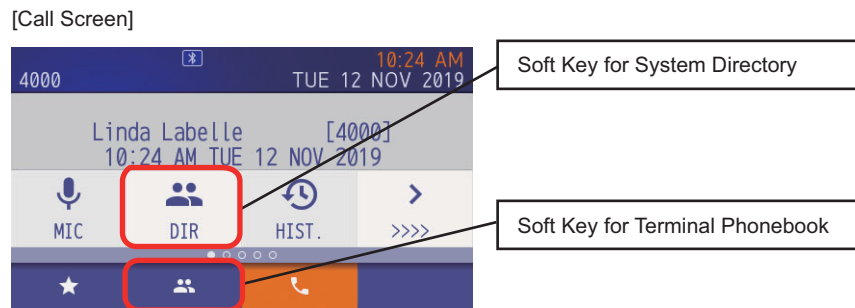 [Call Screen]
10:24 AM
4000 TUE 12 NOV 2019
Linda Labelle [4000]
10:24 AM TUE 12 NOV 2019
MIC DIR HIST. >>>>
Soft Key for System Directory
Soft Key for Terminal Phonebook